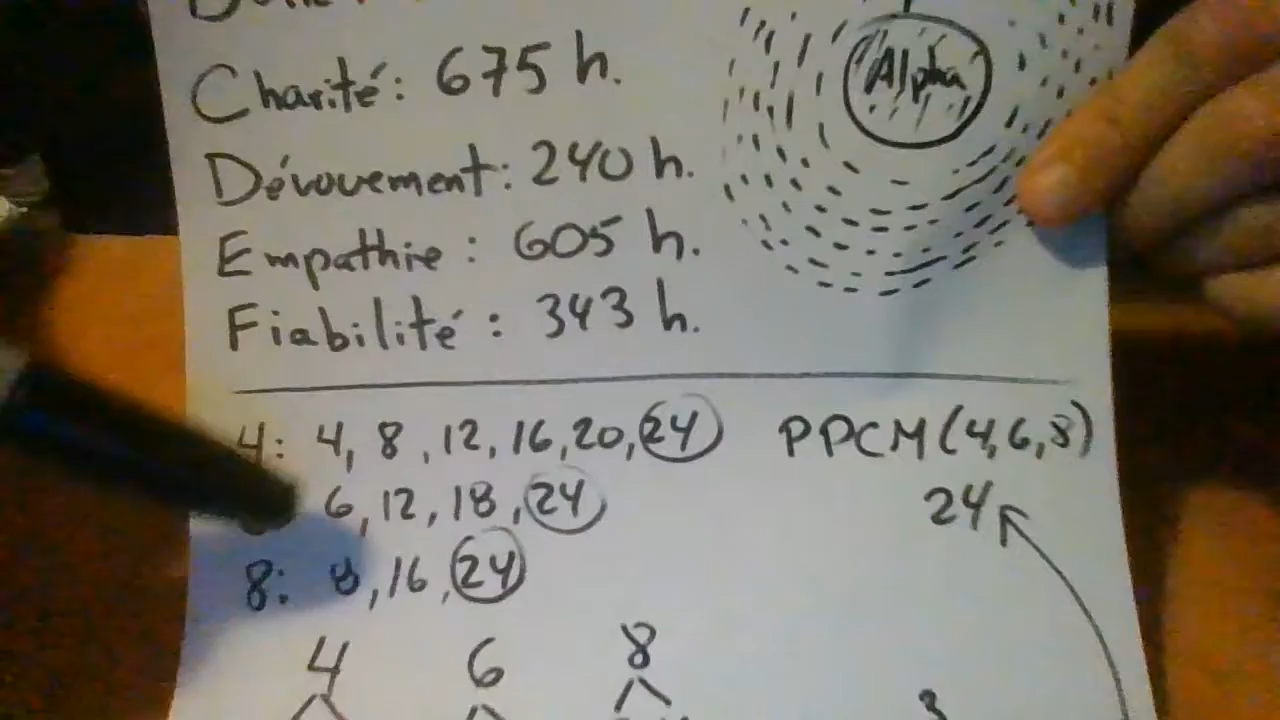 Alpha
Charité: 675 h.
Dévouement: 240 h.
Empathie: 605 h.
Fiabilité: 343 h.
4: 4, 8, 12, 16, 20, 24 PPCM(4,6,8)
6, 12, 18, 24 24
8: 8, 16, 24
4 6 8
3